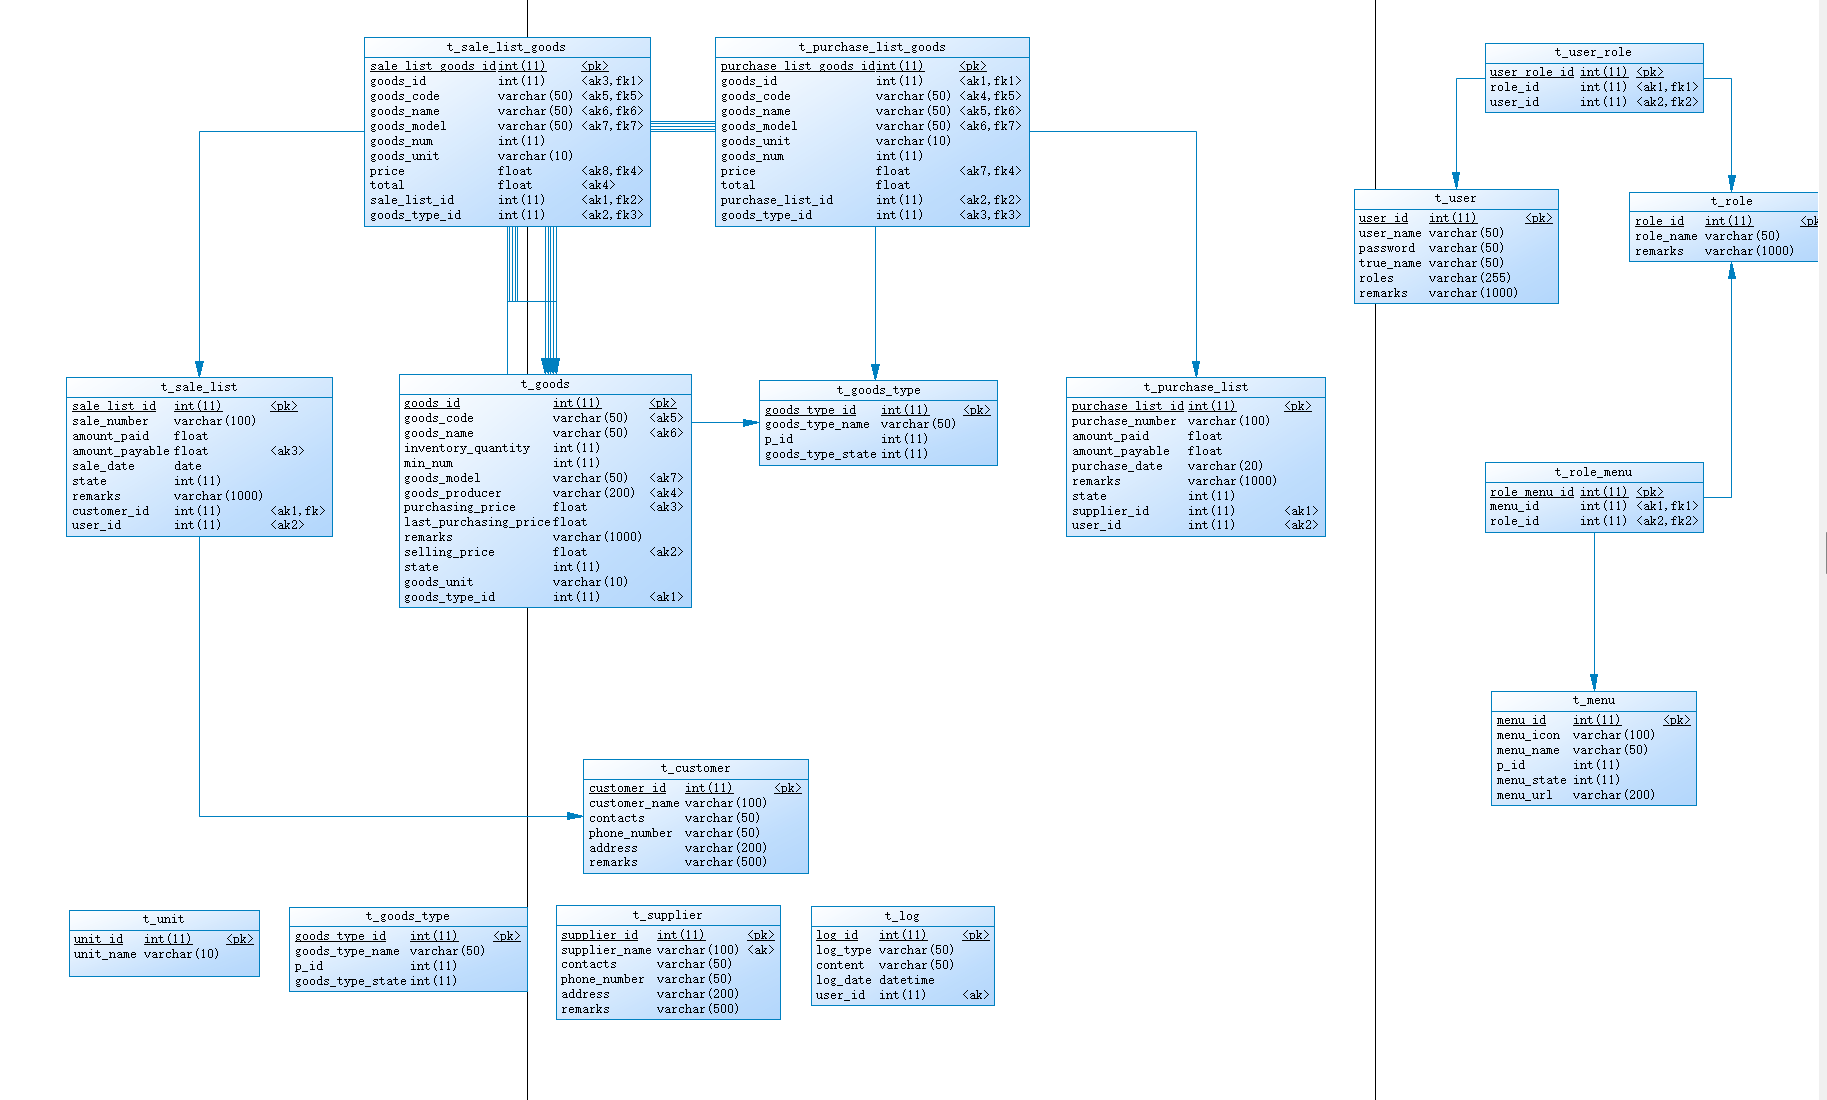 t_sale_list_goods
sale_list_goods_id int(11) <pk>
goods_id int(11) <ak3,fk1>
goods_code varchar(50) <ak5,fk5>
goods_name varchar(50) <ak6,fk6>
goods_model varchar(50) <ak7,fk7>
goods_num int(11)
goods_unit varchar(10)
price float <ak8,fk4>
total float <ak4>
sale_list_id int(11) <ak1,fk2>
goods_type_id int(11) <ak2,fk3>
t_purchase_list_goods
purchase_list_goods_id int(11) <pk>
goods_id int(11) <ak1,fk1>
goods_code varchar(50) <ak4,fk5>
goods_name varchar(50) <ak5,fk6>
goods_model varchar(50) <ak6,fk7>
goods_unit varchar(10)
goods_num int(11)
price float <ak7,fk4>
total float
purchase_list_id int(11) <ak2,fk2>
goods_type_id int(11) <ak3,fk3>
t_user_role
user_role_id int(11) <pk>
role_id int(11) <ak1,fk1>
user_id int(11) <ak2,fk2>
t_user
user_id int(11) <pk>
user_name varchar(50)
password varchar(50)
true_name varchar(50)
roles varchar(255)
remarks varchar(1000)
t_role
role_id int(11) <pk
role_name varchar(50)
remarks varchar(1000)
t_sale_list
sale_list_id int(11) <pk>
sale_number varchar(100)
amount_paid float
amount_payable float <ak3>
sale_date date
state int(11)
remarks varchar(1000)
customer_id int(11) <ak1,fk>
user_id int(11) <ak2>
t_goods
goods_id int(11) <pk>
goods_code varchar(50) <ak5>
goods_name varchar(50) <ak6>
inventory_quantity int(11)
min_num int(11)
goods_model varchar(50) <ak7>
goods_producer varchar(200) <ak4>
purchasing_price float <ak3>
last_purchasing_price float
remarks varchar(1000)
selling_price float <ak2>
state int(11)
goods_unit varchar(10)
goods_type_id int(11) <ak1>
t_goods_type
goods_type_id int(11) <pk>
goods_type_name varchar(50)
p_id int(11)
goods_type_state int(11)
t_purchase_list
purchase_list_id int(11) <pk>
purchase_number varchar(100)
amount_paid float
amount_payable float
purchase_date varchar(20)
remarks varchar(1000)
state int(11)
supplier_id int(11) <ak1>
user_id int(11) <ak2>
t_role_menu
role_menu_id int(11) <pk>
menu_id int(11) <ak1,fk1>
role_id int(11) <ak2,fk2>
t_menu
menu_id int(11) <pk>
menu_icon varchar(100)
menu_name varchar(50)
p_id int(11)
menu_state int(11)
menu_url varchar(200)
t_customer
customer_id int(11) <pk>
customer_name varchar(100)
contacts varchar(50)
phone_number varchar(50)
address varchar(200)
remarks varchar(500)
t_unit
unit_id int(11) <pk>
unit_name varchar(10)
t_goods_type
goods_type_id int(11) <pk>
goods_type_name varchar(50)
p_id int(11)
goods_type_state int(11)
t_supplier
supplier_id int(11) <pk>
supplier_name varchar(100) <ak>
contacts varchar(50)
phone_number varchar(50)
address varchar(200)
remarks varchar(500)
t_log
log_id int(11) <pk>
log_type varchar(50)
content varchar(50)
log_date datetime
user_id int(11) <ak>